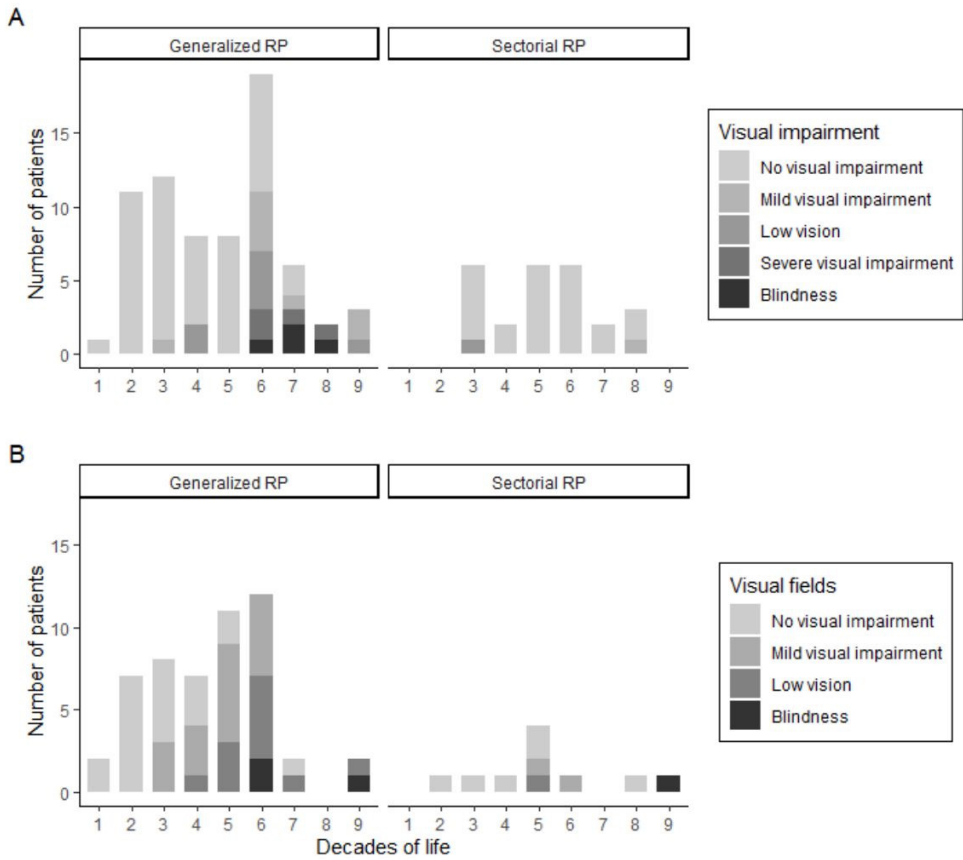 A
Generalized RP
Sectorial RP
Number of patients
15
10
5
0
1 2 3 4 5 6 7 8 9
1 2 3 4 5 6 7 8 9
Visual impairment
No visual impairment
Mild visual impairment
Low vision
Severe visual impairment
Blindness
B
Generalized RP
Sectorial RP
Number of patients
15
10
5
0
1 2 3 4 5 6 7 8 9
1 2 3 4 5 6 7 8 9
Decades of life
Visual fields
No visual impairment
Mild visual impairment
Low vision
Blindness